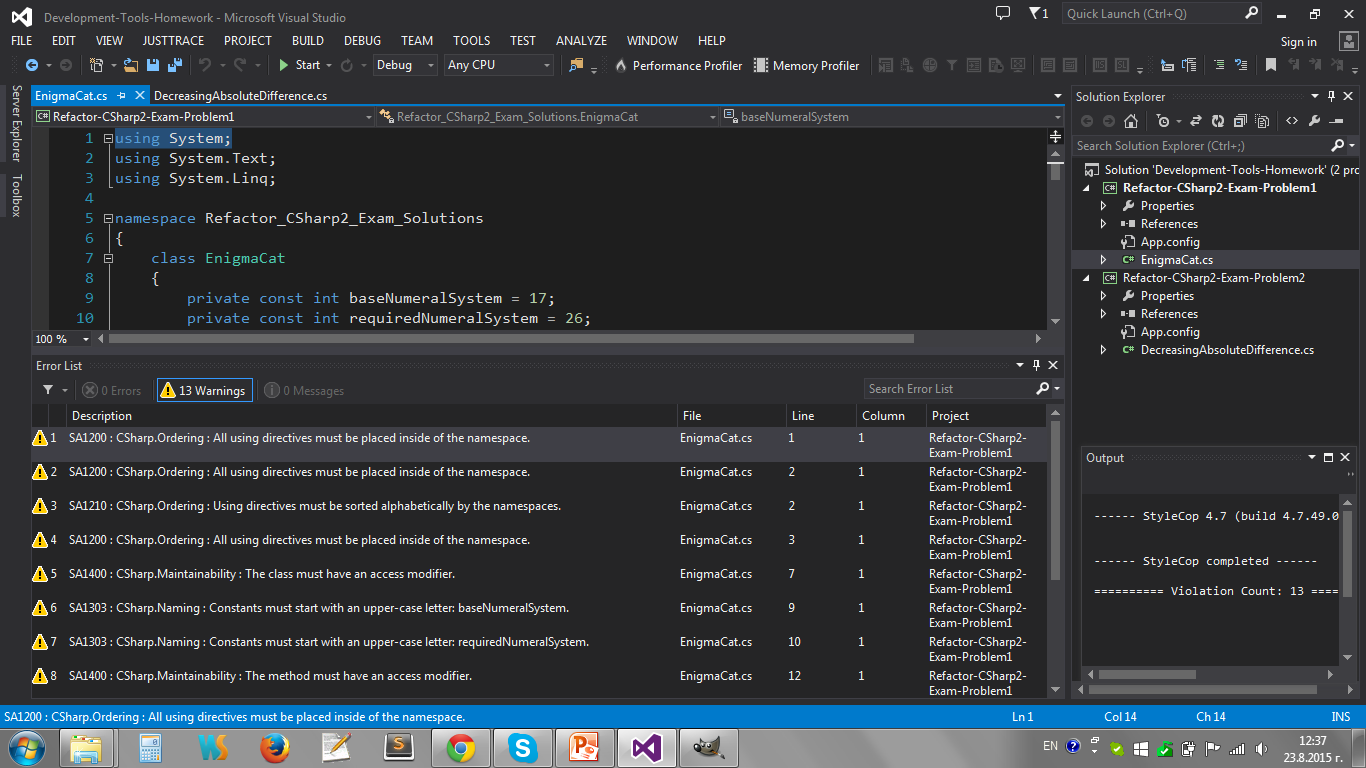 Development-Tools-Homework - Microsoft Visual Studio
1
Quick Launch (Ctrl+Q)
FILE EDIT VIEW JUSTTRACE PROJECT BUILD DEBUG TEAM TOOLS TEST ANALYZE WINDOW HELP
Sign in
Start Debug Any CPU Performance Profiler Memory Profiler
Server Explorer
Toolbox
EnigmaCat.cs DecreasingAbsoluteDifference.cs
Refactor-CSharp2-Exam-Problem1 Refactor_CSharp2_Exam_Solutions.EnigmaCat baseNumeralSystem
1 using System;
2 using System.Text;
3 using System.Linq;
4
5 namespace Refactor_CSharp2_Exam_Solutions
6 {
7 class EnigmaCat
8 {
9 private const int baseNumeralSystem = 17;
10 private const int requiredNumeralSystem = 26;
100 %
Error List
0 Errors 13 Warnings 0 Messages Search Error List
Description File Line Column Project
1 SA1200 : CSharp.Ordering : All using directives must be placed inside of the namespace. EnigmaCat.cs 1 1 Refactor-CSharp2-
Exam-Problem1
2 SA1200 : CSharp.Ordering : All using directives must be placed inside of the namespace. EnigmaCat.cs 2 1 Refactor-CSharp2-
Exam-Problem1
3 SA1210 : CSharp.Ordering : Using directives must be sorted alphabetically by the namespaces. EnigmaCat.cs 2 1 Refactor-CSharp2-
Exam-Problem1
4 SA1200 : CSharp.Ordering : All using directives must be placed inside of the namespace. EnigmaCat.cs 3 1 Refactor-CSharp2-
Exam-Problem1
5 SA1400 : CSharp.Maintainability : The class must have an access modifier. EnigmaCat.cs 7 1 Refactor-CSharp2-
Exam-Problem1
6 SA1303 : CSharp.Naming : Constants must start with an upper-case letter: baseNumeralSystem. EnigmaCat.cs 9 1 Refactor-CSharp2-
Exam-Problem1
7 SA1303 : CSharp.Naming : Constants must start with an upper-case letter: requiredNumeralSystem. EnigmaCat.cs 10 1 Refactor-CSharp2-
Exam-Problem1
8 SA1400 : CSharp.Maintainability : The method must have an access modifier. EnigmaCat.cs 12 1 Refactor-CSharp2-
Exam-Problem1
Solution Explorer
Search Solution Explorer (Ctrl+;)
Solution 'Development-Tools-Homework' (2 pro
Refactor-CSharp2-Exam-Problem1
Properties
References
App.config
EnigmaCat.cs
Refactor-CSharp2-Exam-Problem2
Properties
References
App.config
DecreasingAbsoluteDifference.cs
Output
------ StyleCop 4.7 (build 4.7.49.0
------ StyleCop completed ------
========== Violation Count: 13 ====
SA1200 : CSharp.Ordering : All using directives must be placed inside of the namespace. Ln 1 Col 14 Ch 14 INS
EN
12:37
23.8.2015 г.